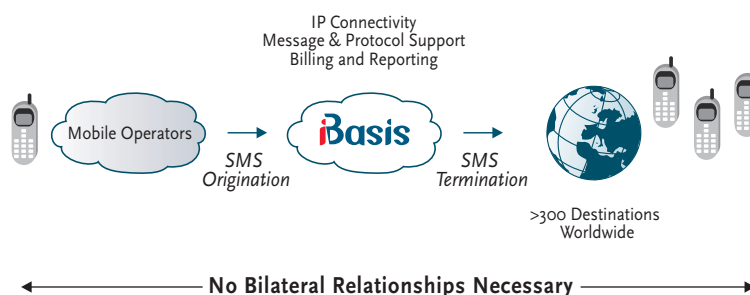 IP Connectivity
Message & Protocol Support
Billing and Reporting
Mobile Operators
iBasis
SMS
Origination
SMS
Termination
>300 Destinations
Worldwide
No Bilateral Relationships Necessary